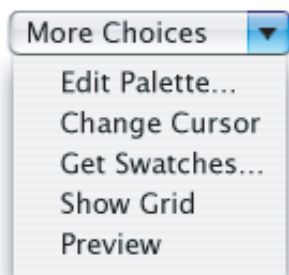 More Choices
Edit Palette...
Change Cursor
Get Swatches...
Show Grid
Preview